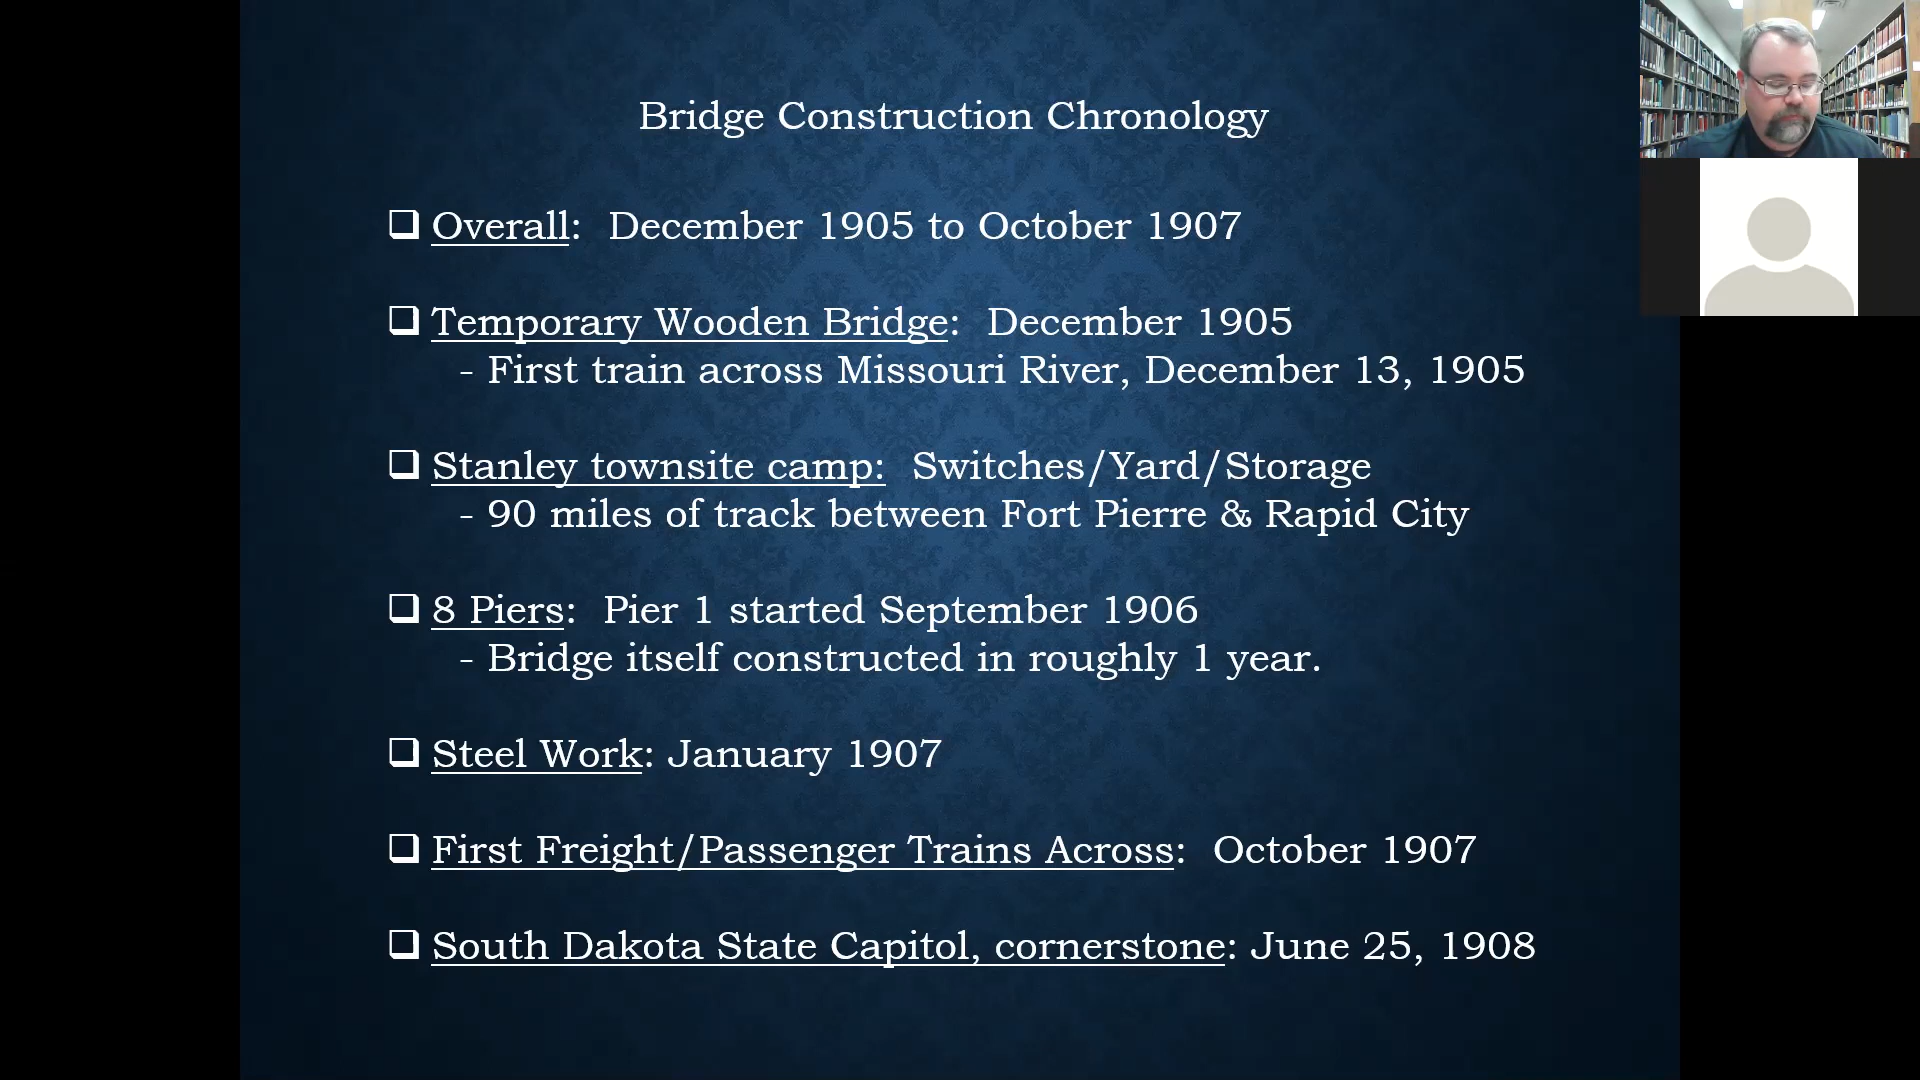 Bridge Construction Chronology
Overall: December 1905 to October 1907
Temporary Wooden Bridge: December 1905
- First train across Missouri River, December 13, 1905
Stanley townsite camp: Switches/Yard/Storage
- 90 miles of track between Fort Pierre & Rapid City
8 Piers: Pier 1 started September 1906
- Bridge itself constructed in roughly 1 year.
Steel Work: January 1907
First Freight/Passenger Trains Across: October 1907
South Dakota State Capitol, cornerstone: June 25, 1908